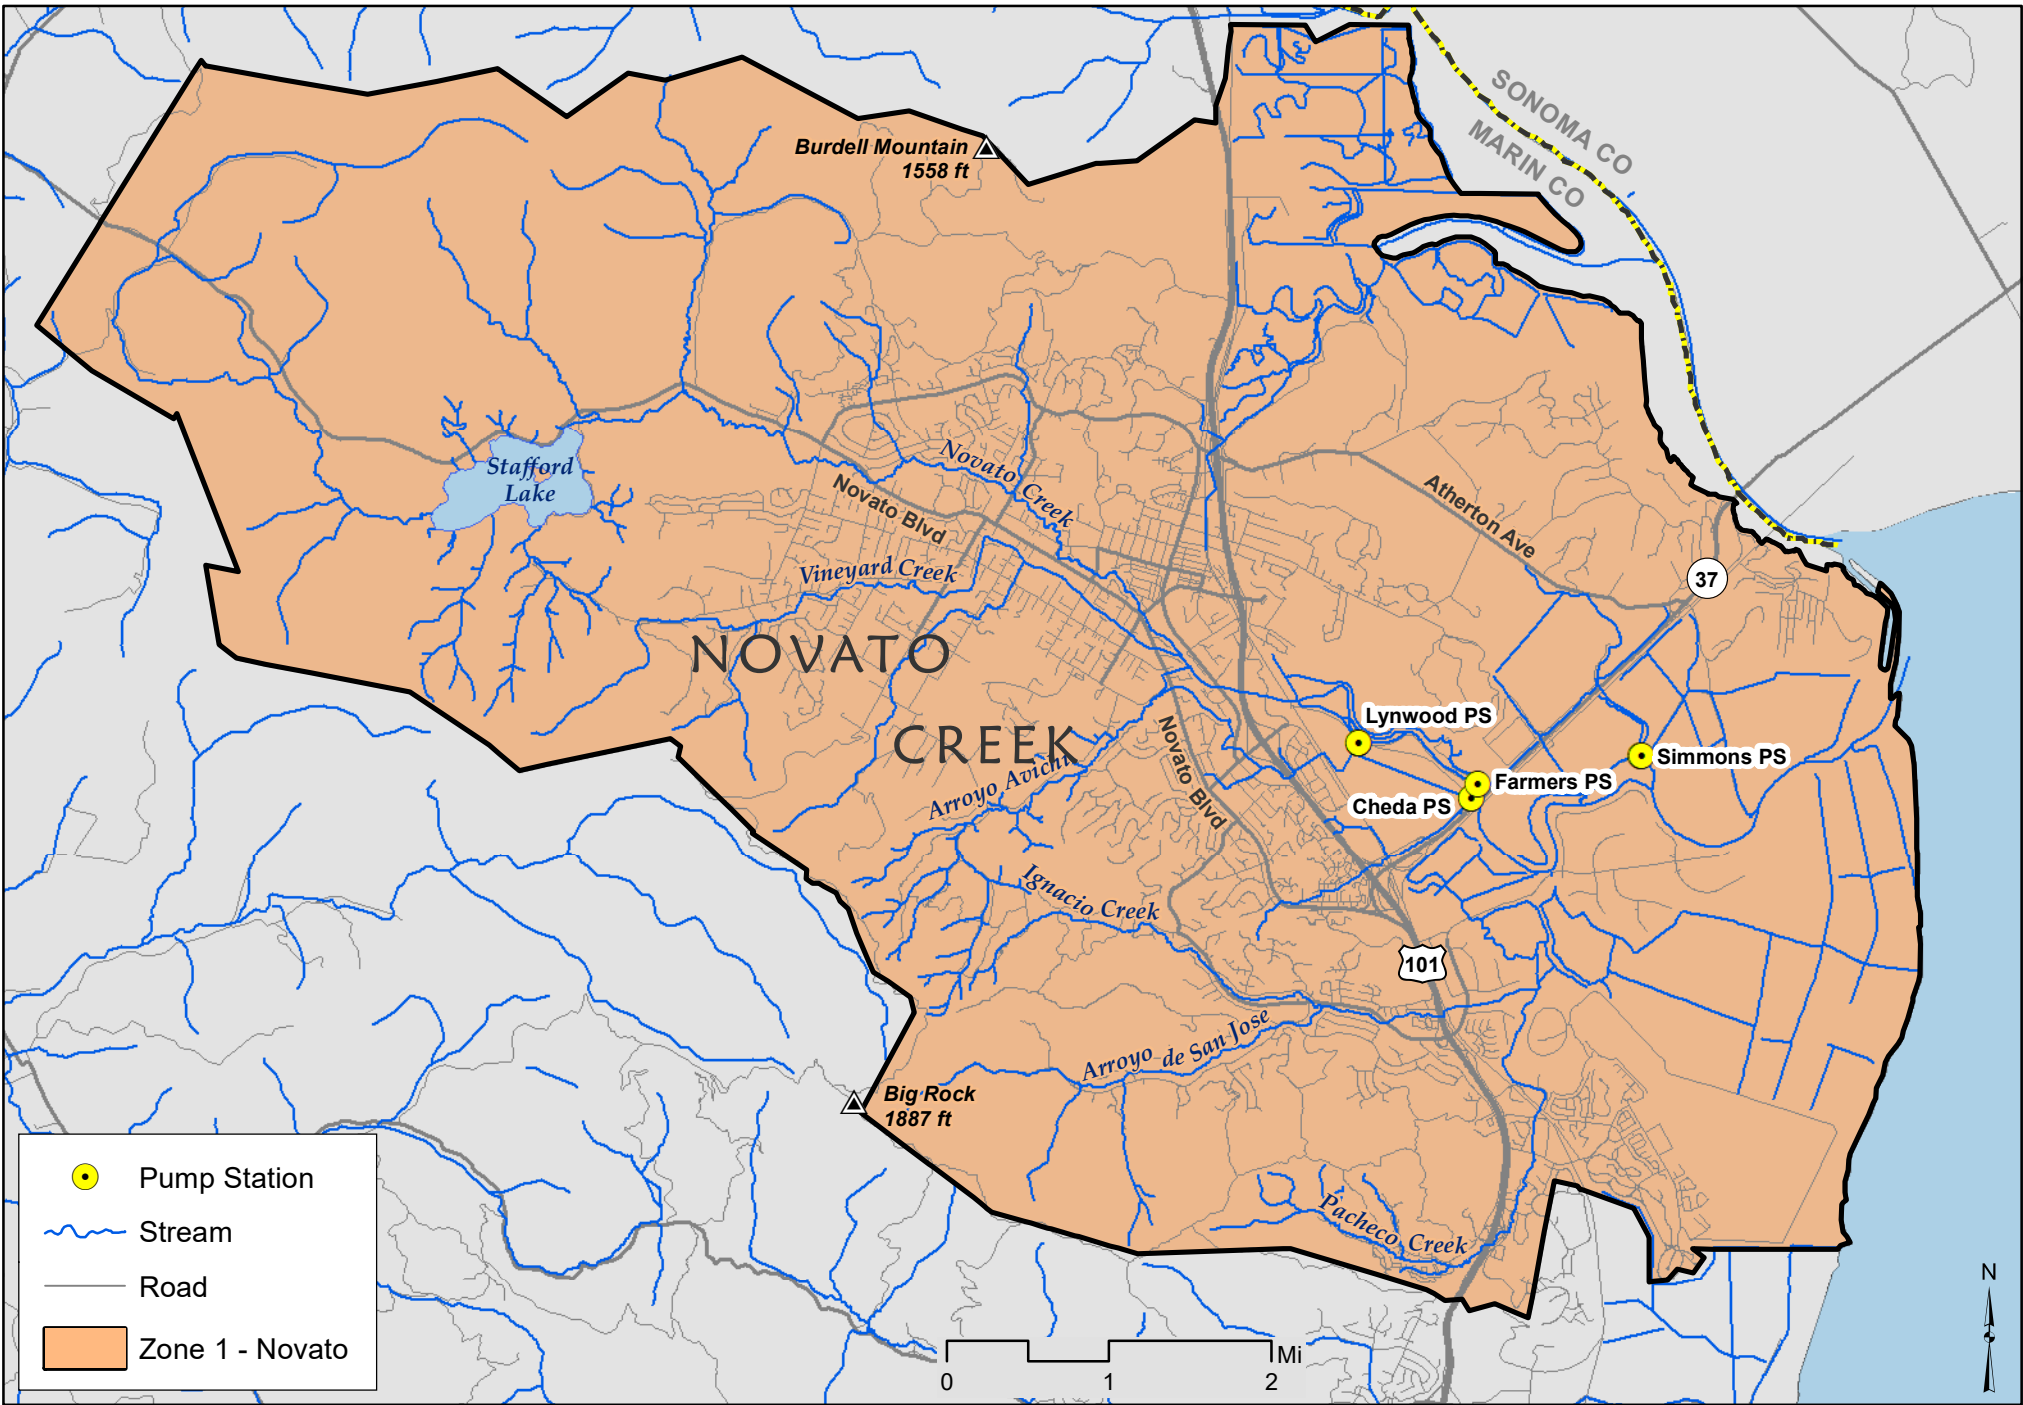 SONOMA CO
MARIN CO
Burdell Mountain
1558 ft
Stafford
Lake
Novato Creek
Novato Blvd
Atherton Ave
37
Vineyard Creek
NOVATO
CREEK
Lynwood PS
Simmons PS
Farmers PS
Cheda PS
Novato Blvd
Arroyo Avichi
Ignacio Creek
101
Arroyo de San Jose
Big Rock
1887 ft
Pacheco Creek
Pump Station
Stream
Road
Zone 1 - Novato
Mi
0 1 2
N